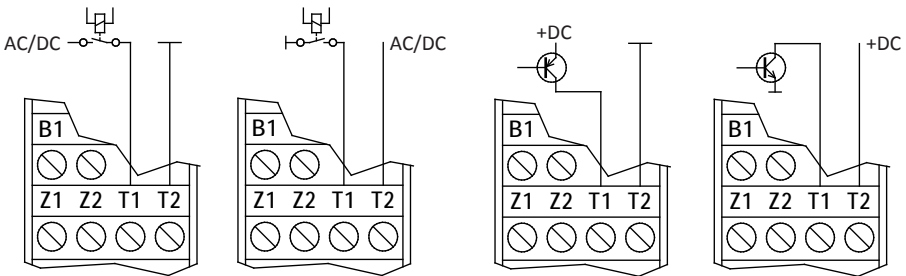 AC/DC
AC/DC
+DC
+DC
B1
B1
B1
B1
Z1 Z2 T1 T2
Z1 Z2 T1 T2
Z1 Z2 T1 T2
Z1 Z2 T1 T2